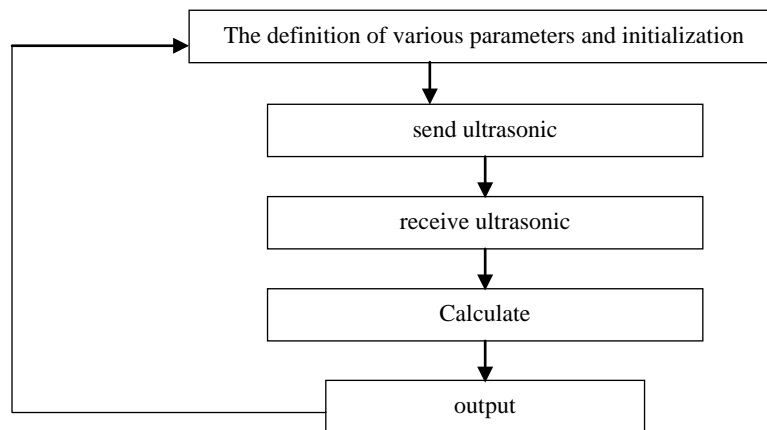 The definition of various parameters and initialization
send ultrasonic
receive ultrasonic
Calculate
output